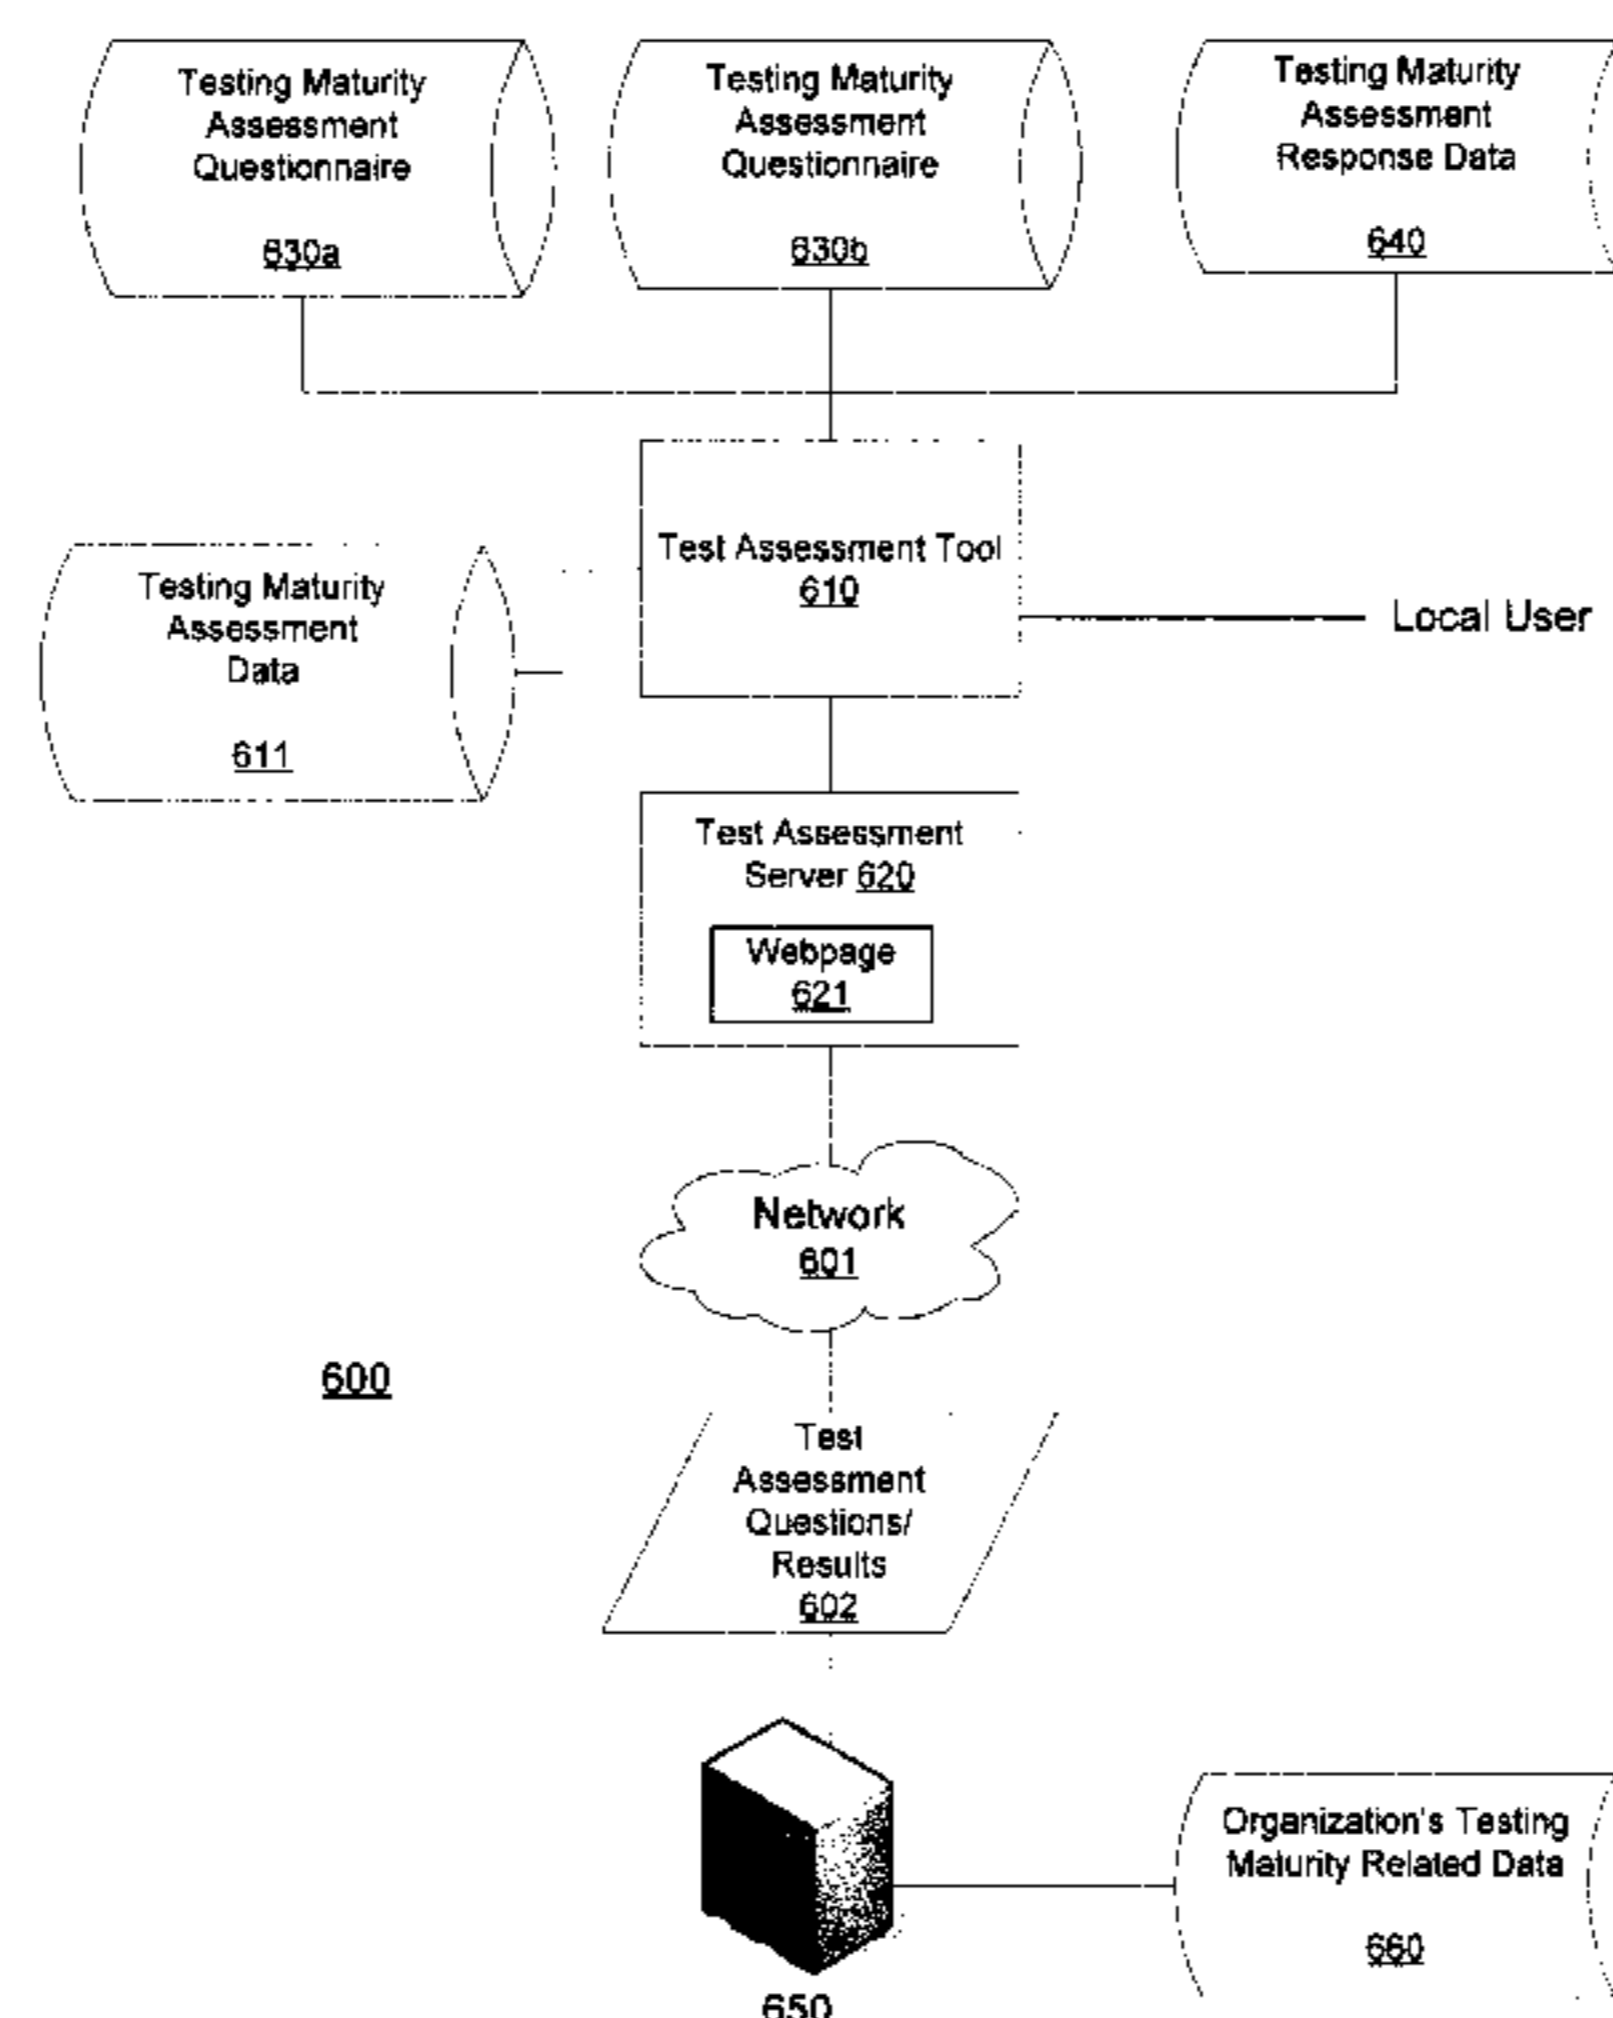 Testing Maturity
Assessment
Questionnaire
630a
Testing Maturity
Assessment
Questionnaire
630b
Testing Maturity
Assessment
Response Data
640
Test Assessment Tool
610
Local User
Testing Maturity
Assessment
Data
611
Test Assessment
Server 620
Webpage
621
Network
601
600
Test
Assessment
Questions/
Results
602
Organization's Testing
Maturity Related Data
660
650